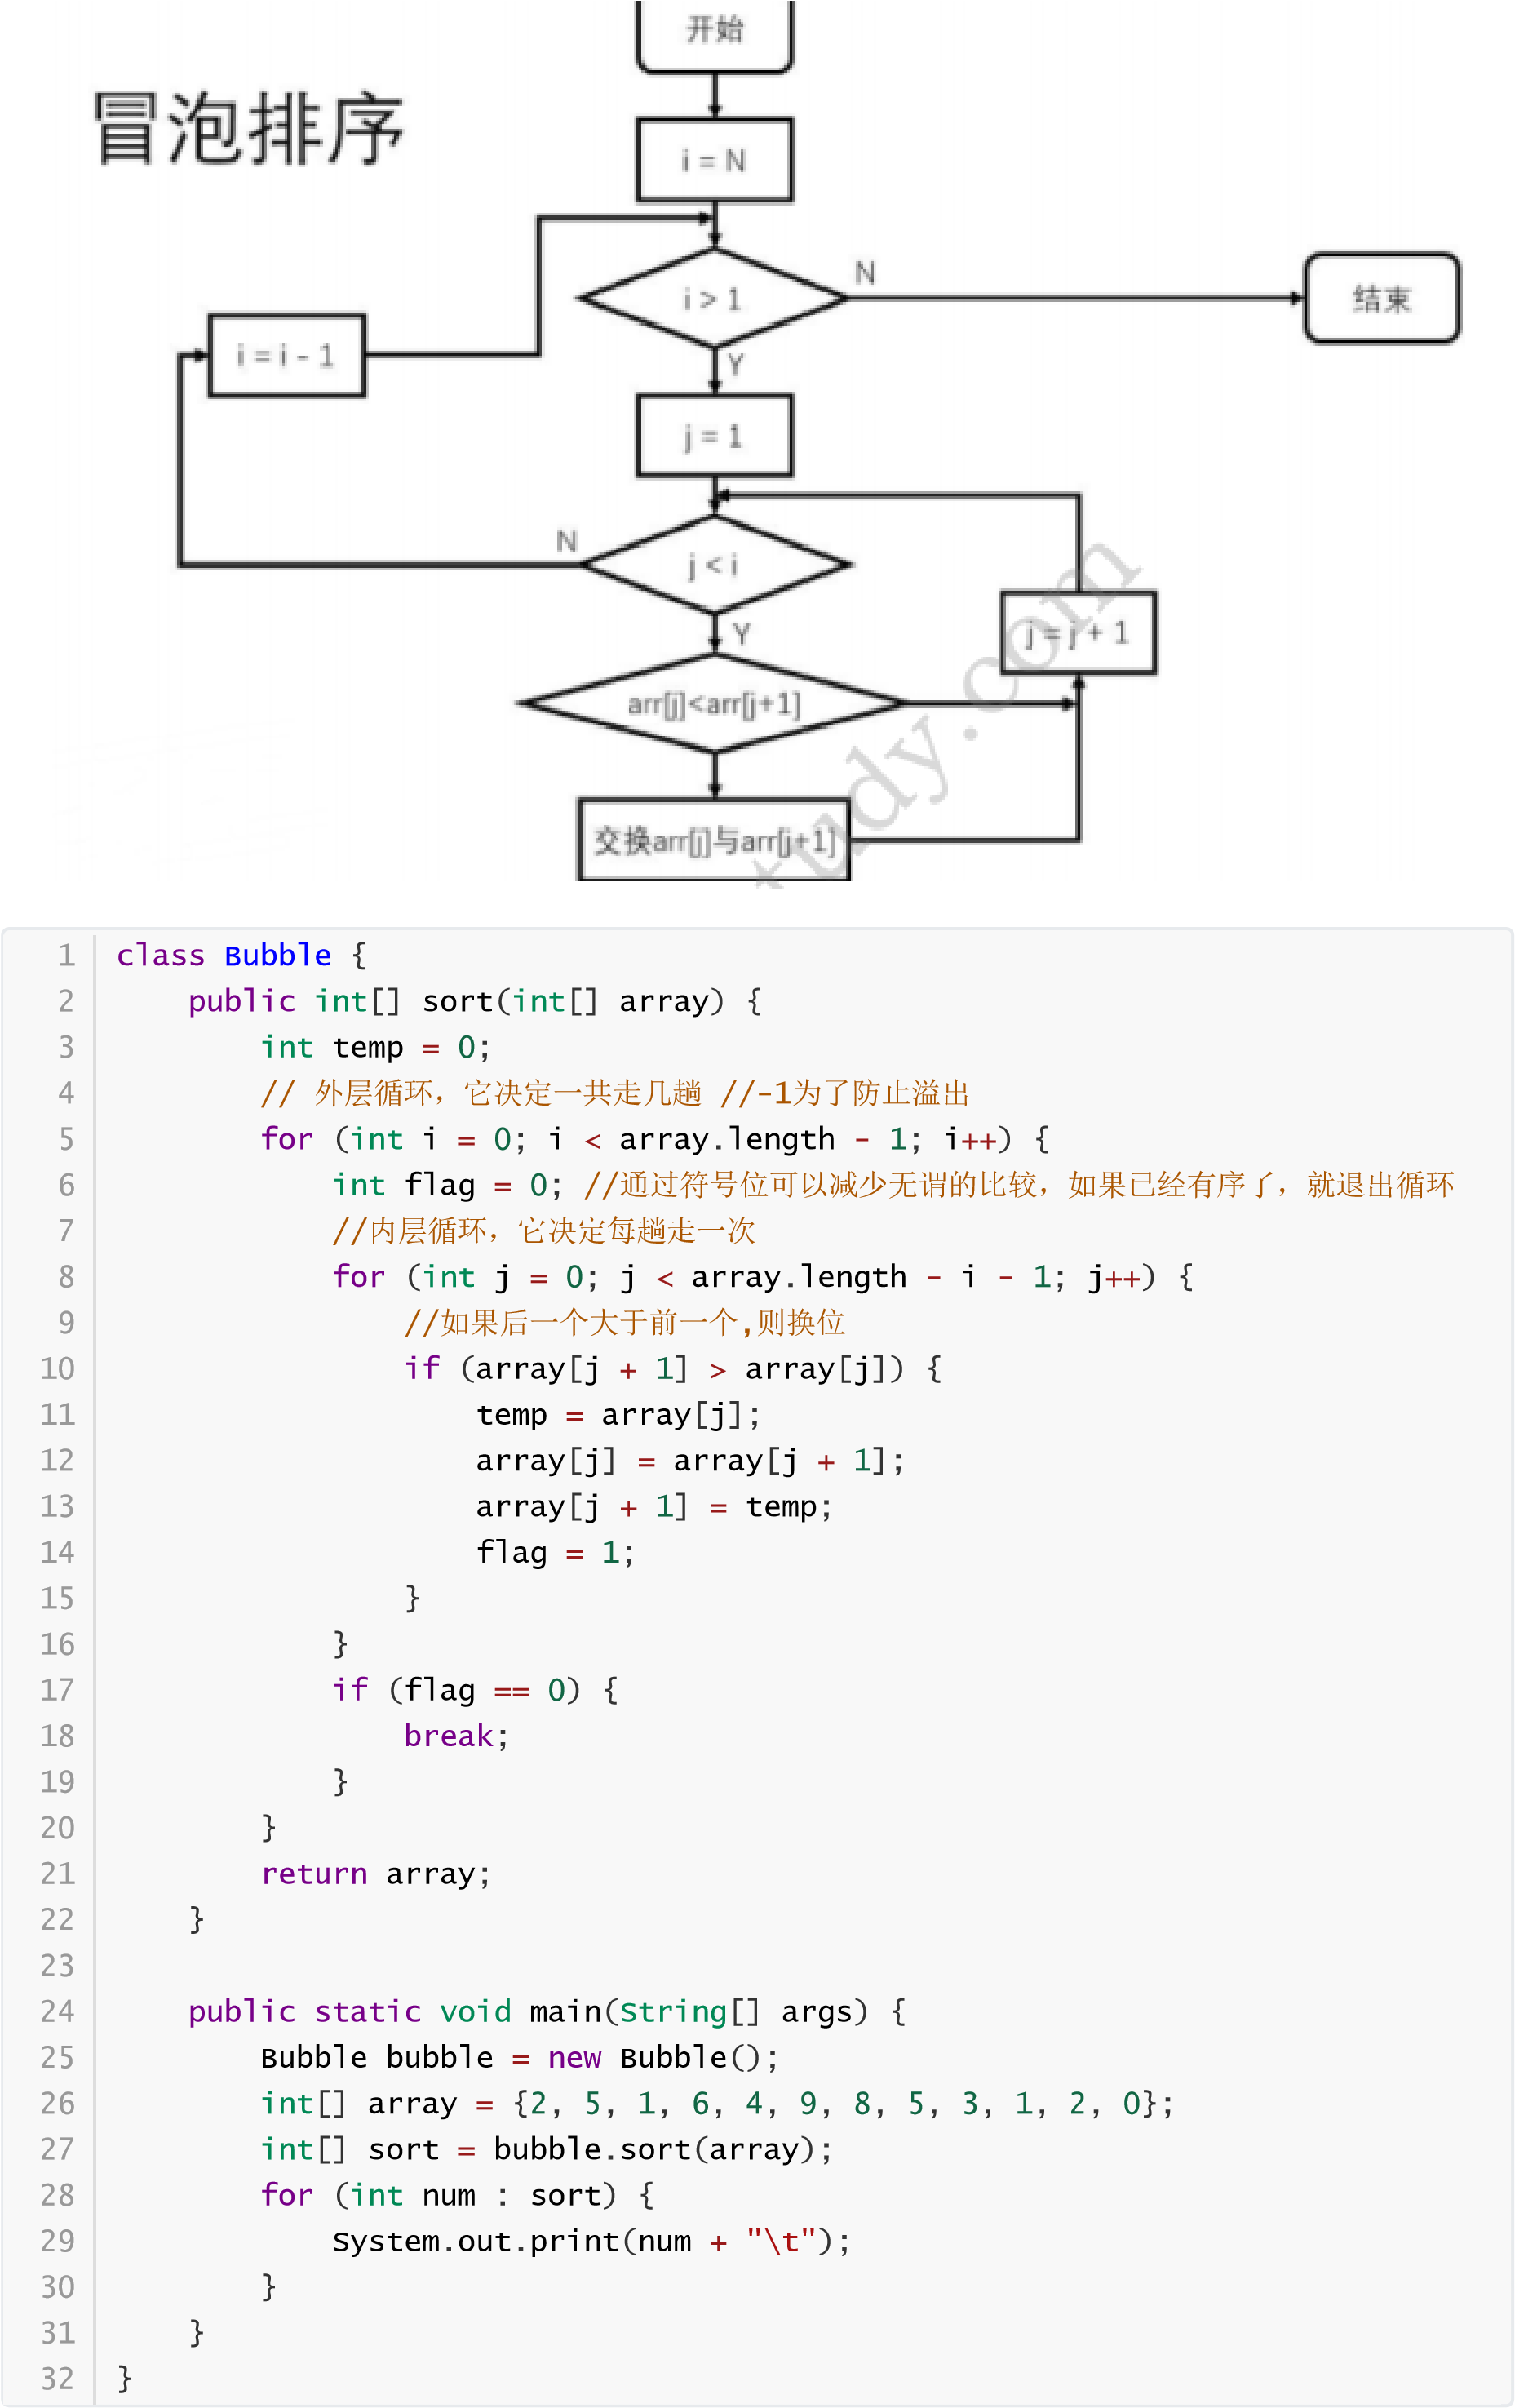 开始
冒泡排序
i = N
i > 1
N
结束
i = i - 1
Y
j = 1
N
j < i
Y
j = j + 1
arr[j]<arr[j+1]
交换arr[j]与arr[j+1]
tudy.com
1 class Bubble {
2 public int[] sort(int[] array) {
3 int temp = 0;
4 // 外层循环，它决定一共走几趟 //-1为了防止溢出
5 for (int i = 0; i < array.length - 1; i++) {
6 int flag = 0; //通过符号位可以减少无谓的比较，如果已经有序了，就退出循环
7 //内层循环，它决定每趟走一次
8 for (int j = 0; j < array.length - i - 1; j++) {
9 //如果后一个大于前一个,则换位
10 if (array[j + 1] > array[j]) {
11 temp = array[j];
12 array[j] = array[j + 1];
13 array[j + 1] = temp;
14 flag = 1;
15 }
16 }
17 if (flag == 0) {
18 break;
19 }
20 }
21 return array;
22 }
23
24 public static void main(String[] args) {
25 Bubble bubble = new Bubble();
26 int[] array = {2, 5, 1, 6, 4, 9, 8, 5, 3, 1, 2, 0};
27 int[] sort = bubble.sort(array);
28 for (int num : sort) {
29 System.out.print(num + "\t");
30 }
31 }
32 }